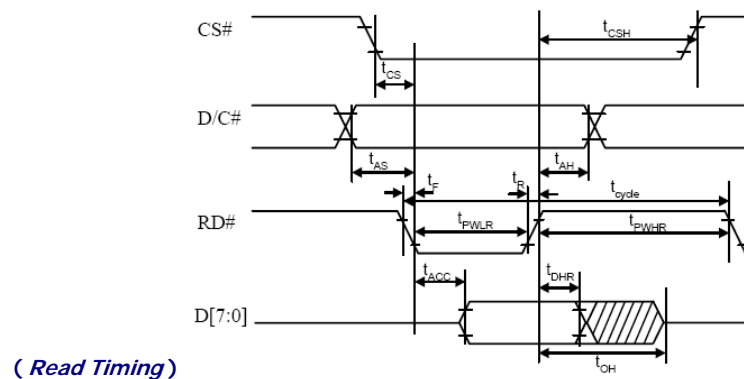 CS#
tCSH
tCS
D/C#
tAS
tAH
tF
tR
tcycle
RD#
tPWLR
tPWHR
tACC
tDHR
D[7:0]
tOH
( Read Timing )